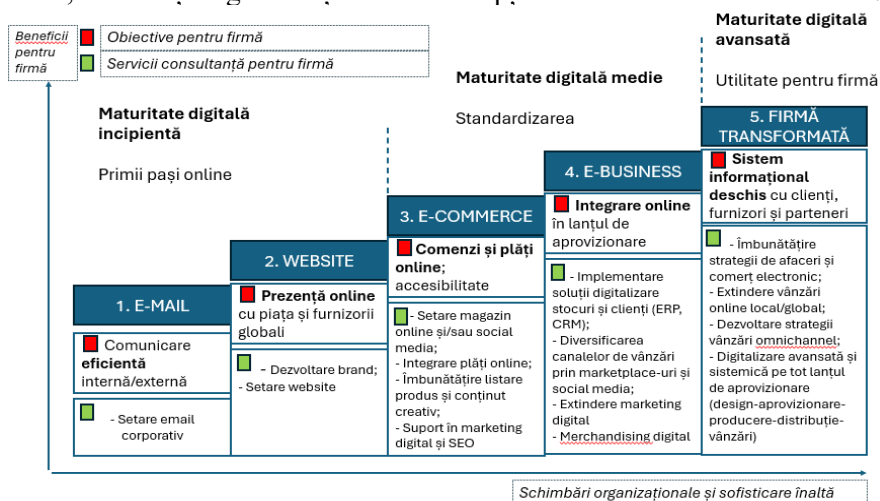 Beneficii
pentru
firmă
Obiective pentru firmă
Servicii consultanță pentru firmă
Maturitate digitală
incipientă
Primii pași online
Maturitate digitală medie
Standardizarea
Maturitate digitală
avansată
Utilitate pentru firmă
1. E-MAIL
Comunicare
eficientă
internă/externă
- Setare email
corporativ
2. WEBSITE
Prezență online
cu piața și furnizorii
globali
- Dezvoltare brand;
- Setare website
3. E-COMMERCE
Comenzi și plăți
online;
accesibilitate
- Setare magazin
online și/sau social
media;
- Integrare plăți online;
- Îmbunătățire listare
produs și conținut
creativ;
- Suport în marketing
digital și SEO
4. E-BUSINESS
Integrare online
în lanțul de
aprovizionare
- Implementare
soluții digitalizare
stocuri și clienți (ERP,
CRM);
- Diversificarea
canalelor de vânzări
prin marketplace-uri și
social media;
- Extindere marketing
digital
- Merchandising digital
5. FIRMĂ
TRANSFORMATĂ
Sistem
informațional
deschis cu clienți,
furnizori și parteneri
- Îmbunătățire
strategii de afaceri și
comerț electronic;
- Extindere vânzări
online local/global;
- Dezvoltare strategii
vânzări omnichannel;
- Digitalizare avansată și
sistemică pe tot lanțul
de aprovizionare
(design-aprovizionare-
producere-distribuție-
vânzări)
Schimbări organizaționale și sofisticare înaltă